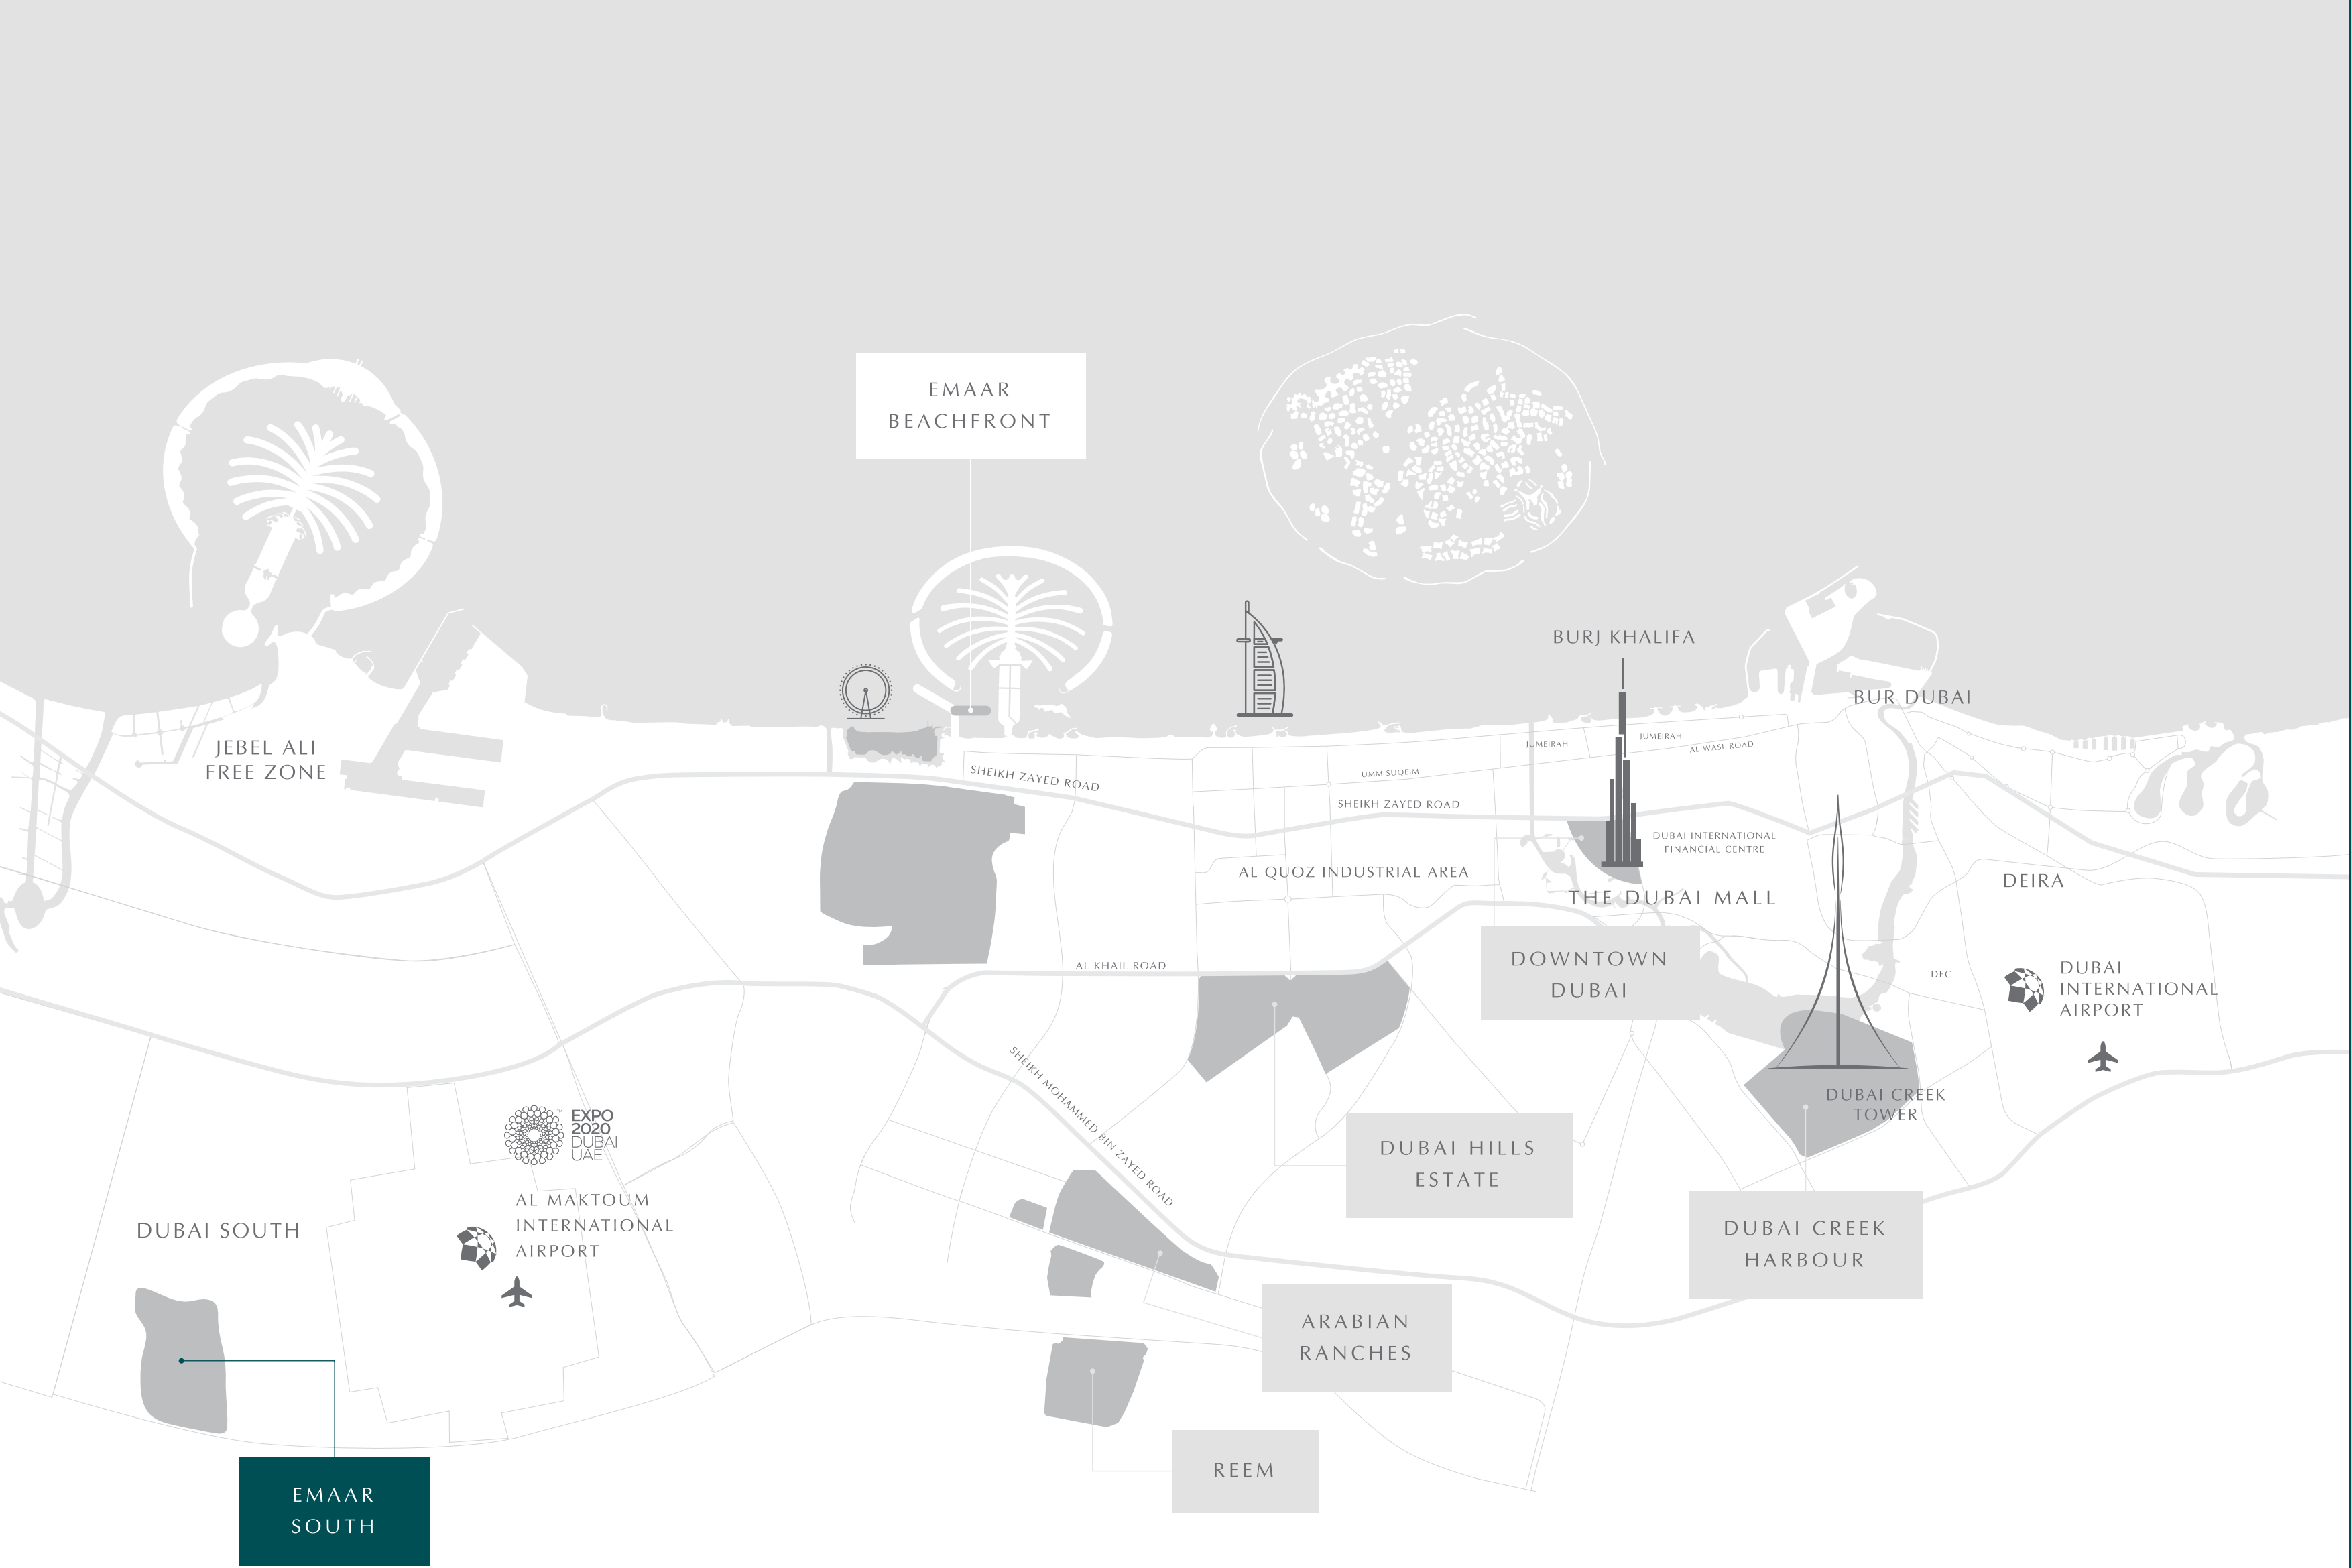 EMAAR
BEACHFRONT
BURJ KHALIFA
BUR DUBAI
JEBEL ALI
FREE ZONE
SHEIKH ZAYED ROAD
UMM SUQEIM
JUMEIRAH
JUMEIRAH
AL WASL ROAD
SHEIKH ZAYED ROAD
DUBAI INTERNATIONAL
FINANCIAL CENTRE
AL QUOZ INDUSTRIAL AREA
THE DUBAI MALL
DEIRA
DOWNTOWN
DUBAI
AL KHAIL ROAD
DFC
DUBAI
INTERNATIONAL
AIRPORT
SHEIKH MOHAMMED BIN ZAYED ROAD
DUBAI CREEK
TOWER
EXPO
2020
DUBAI
UAE
™
DUBAI HILLS
ESTATE
AL MAKTOUM
INTERNATIONAL
AIRPORT
DUBAI SOUTH
DUBAI CREEK
HARBOUR
ARABIAN
RANCHES
REEM
EMAAR
SOUTH